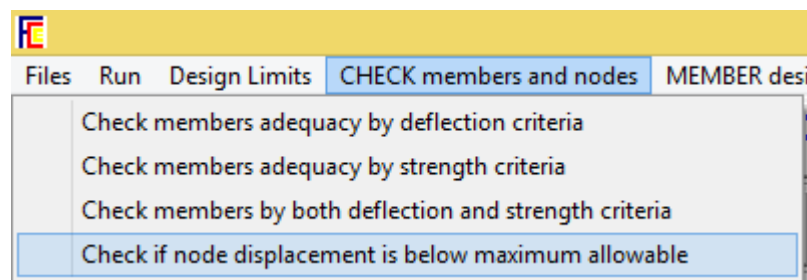 Files Run Design Limits CHECK members and nodes MEMBER
Check members adequacy by deflection criteria
Check members adequacy by strength criteria
Check members by both deflection and strength criteria
Check if node displacement is below maximum allowable